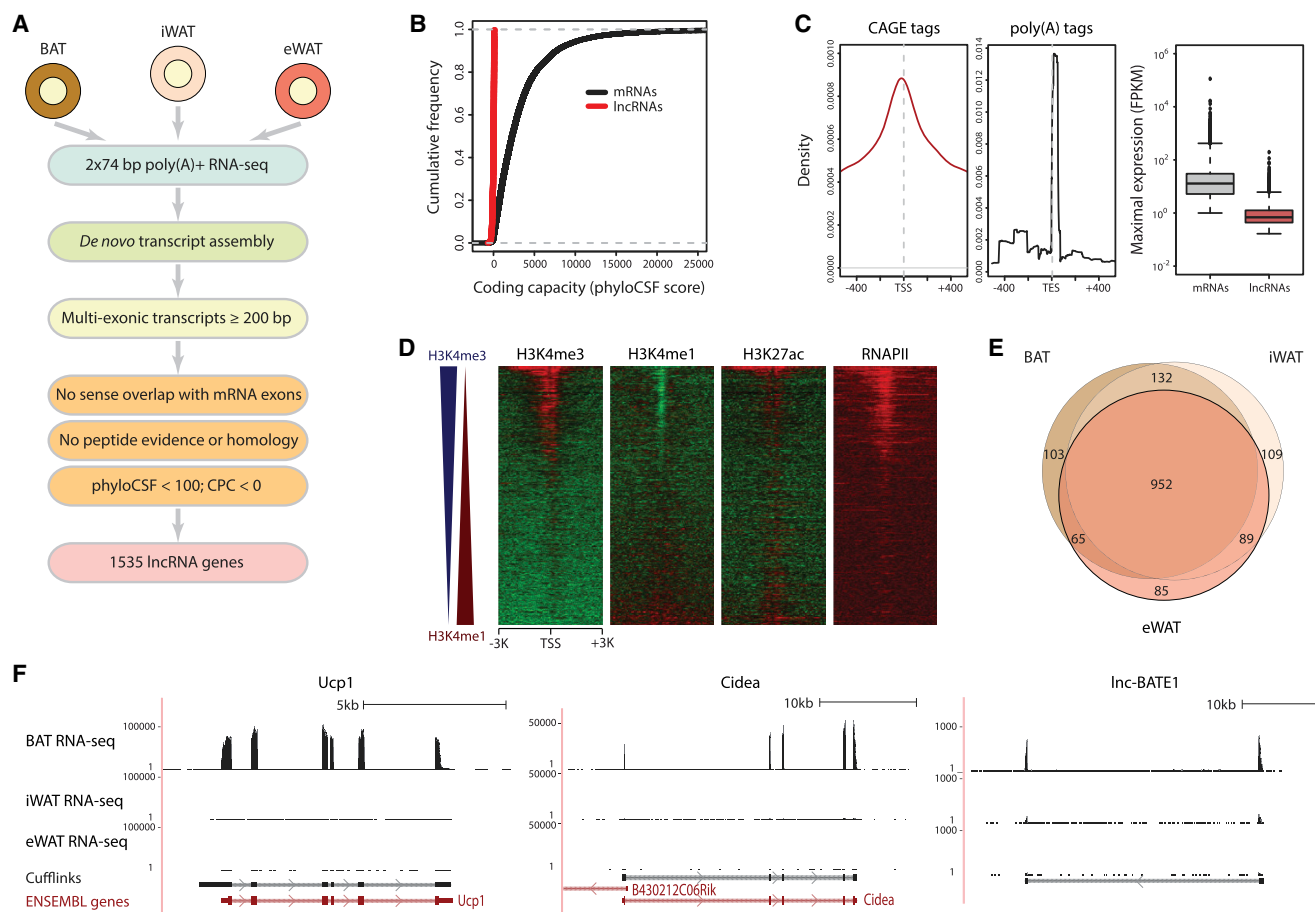 A
BAT
iWAT
eWAT
2x74 bp poly(A)+ RNA-seq
De novo transcript assembly
Multi-exonic transcripts ≥ 200 bp
No sense overlap with mRNA exons
No peptide evidence or homology
phyloCSF < 100; CPC < 0
1535 lncRNA genes
B
Cumulative frequency
1.0
0.8
0.6
0.4
0.2
0.0
mRNAs
lncRNAs
0 5000 10000 15000 20000 25000
Coding capacity (phyloCSF score)
C
CAGE tags
Density
0.0010
0.0008
0.0006
0.0004
0.0002
0.0000
-400 TSS +400
poly(A) tags
0.014
0.012
0.010
0.008
0.006
0.004
0.002
0.000
-400 TES +400
Maximal expression (FPKM)
10^6
10^4
10^2
10^0
10^-2
mRNAs lncRNAs
D
H3K4me3
H3K4me1
H3K4me3 H3K4me1 H3K27ac RNAPII
-3K TSS +3K
E
BAT
iWAT
132
103
109
952
65
89
85
eWAT
F
BAT RNA-seq
iWAT RNA-seq
eWAT RNA-seq
Cufflinks
ENSEMBL genes
Ucp1
5kb
100000
1
100000
1
100000
1
Ucp1
Cidea
10kb
50000
1
50000
1
50000
1
B430212C06Rik
Cidea
lnc-BATE1
10kb
1000
1
1000
1
1000
1